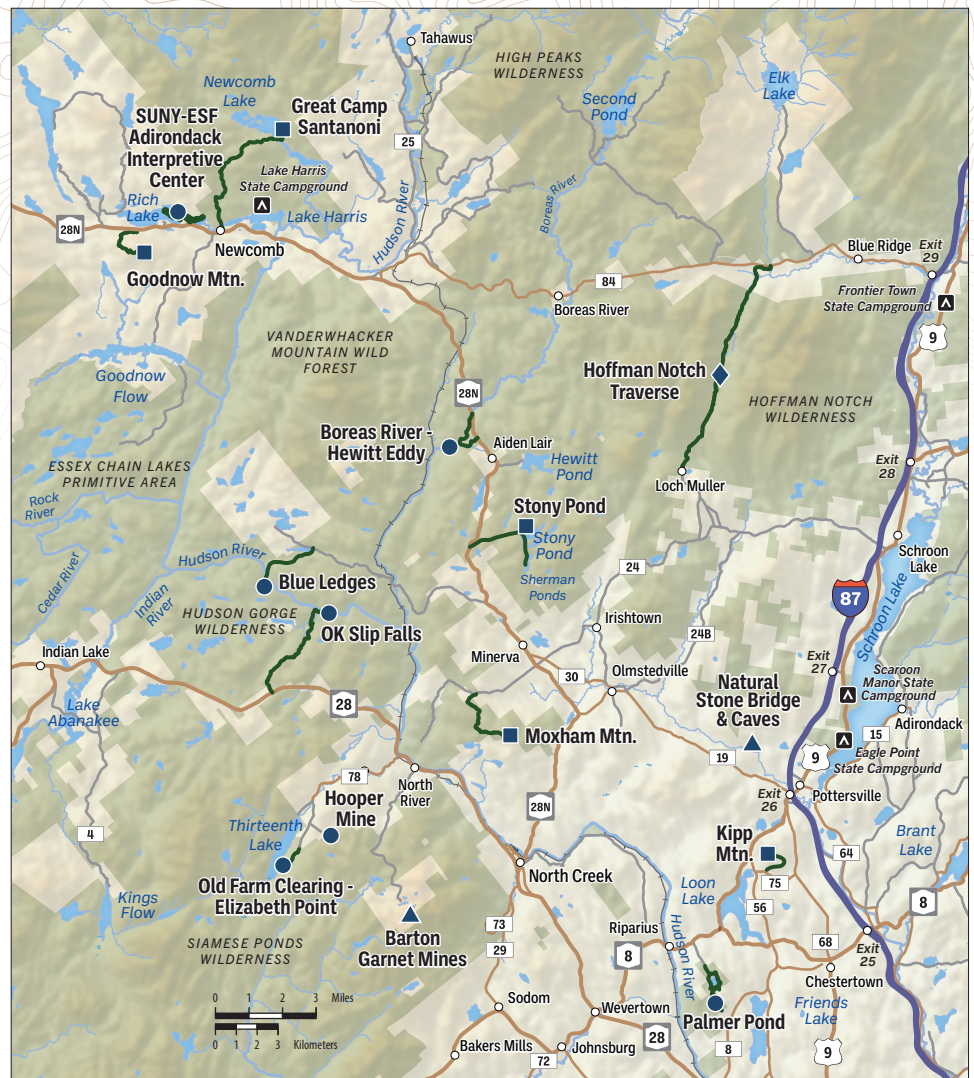 Tahawus
HIGH PEAKS
WILDERNESS
Newcomb
Lake
Great Camp
Santanoni
Second
Pond
Elk
Lake
SUNY-ESF
Adirondack
Interpretive
Center
25
Lake Harris
State Campground
Boreas River
Rich
Lake
Lake Harris
Hudson River
28N
Newcomb
Goodnow Mtn.
Blue Ridge
Exit
29
84
Boreas River
Frontier Town
State Campground
9
VANDERWHACKER
MOUNTAIN WILD
FOREST
Goodnow
Flow
28N
Hoffman Notch
Traverse
HOFFMAN NOTCH
WILDERNESS
Boreas River -
Hewitt Eddy
Aiden Lair
Hewitt
Pond
Exit
28
ESSEX CHAIN LAKES
PRIMITIVE AREA
Loch Muller
Rock
River
Stony Pond
Stony
Pond
Sherman
Ponds
Schroon
Lake
Hudson River
Cedar River
Indian
River
Blue Ledges
24
87
Schroon Lake
HUDSON GORGE
WILDERNESS
OK Slip Falls
Irishtown
24B
Indian Lake
Minerva
30
Olmstedville
Exit
27
Scaroon
Manor State
Campground
Natural
Stone Bridge
& Caves
Lake
Abanakee
28
Moxham Mtn.
Adirondack
15
19
9
Eagle Point
State Campground
78
North
River
Exit
26
Pottersville
28N
Hooper
Mine
Thirteenth
Lake
4
Kipp
Mtn.
64
Brant
Lake
Old Farm Clearing -
Elizabeth Point
North Creek
75
Loon
Lake
56
8
Kings
Flow
Barton
Garnet Mines
73
29
Riparius
Hudson River
8
68
Exit
25
SIAMESE PONDS
WILDERNESS
Chestertown
0 1 2 3 Miles
0 1 2 3 Kilometers
Sodom
Wevertown
Palmer Pond
Friends
Lake
28
Bakers Mills
72
Johnsburg
8
9